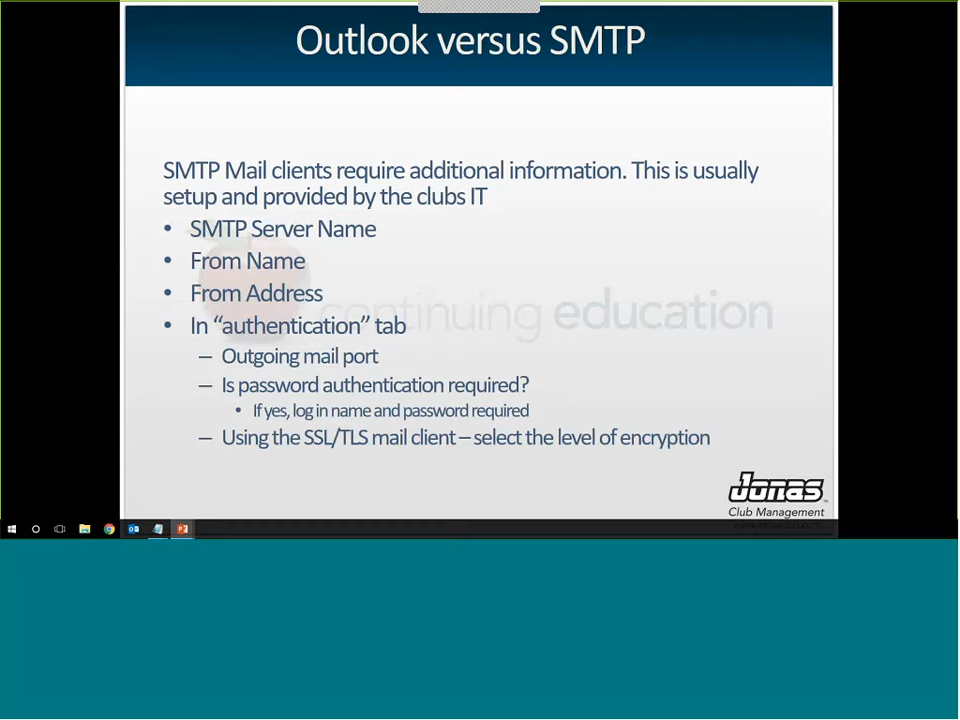 Outlook versus SMTP
SMTP Mail clients require additional information. This is usually
setup and provided by the clubs IT
• SMTP Server Name
• From Name
• From Address
continuing education
• In “authentication” tab
– Outgoing mail port
– Is password authentication required?
• If yes, log in name and password required
– Using the SSL/TLS mail client – select the level of encryption
Jonas
Club Management